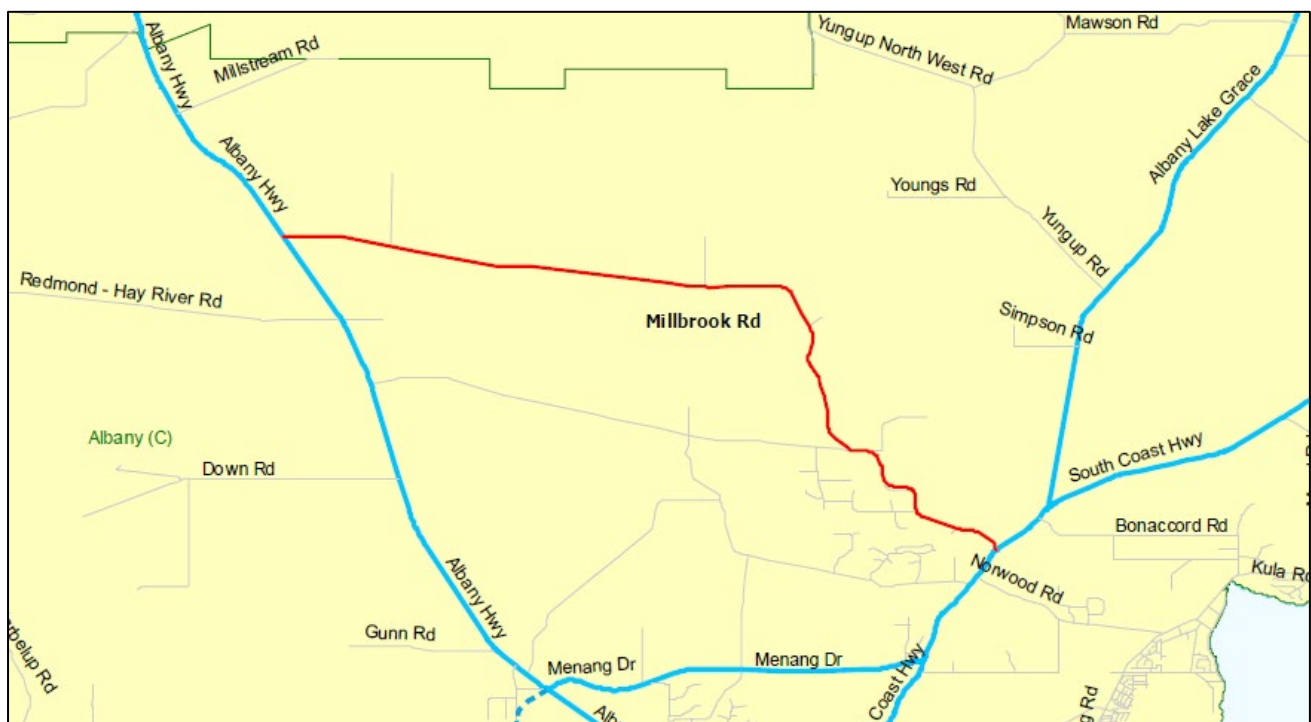 Mawson Rd
Yungup North West Rd
Albany Hwy
Millstream Rd
Albany Lake Grace
Albany Hwy
Youngs Rd
Yungup Rd
Redmond - Hay River Rd
Simpson Rd
Millbrook Rd
Albany (C)
Down Rd
South Coast Hwy
Bonaccord Rd
Norwood Rd
Kula Rd
Albany Hwy
Gunn Rd
Menang Dr
Menang Dr
Coast Hwy